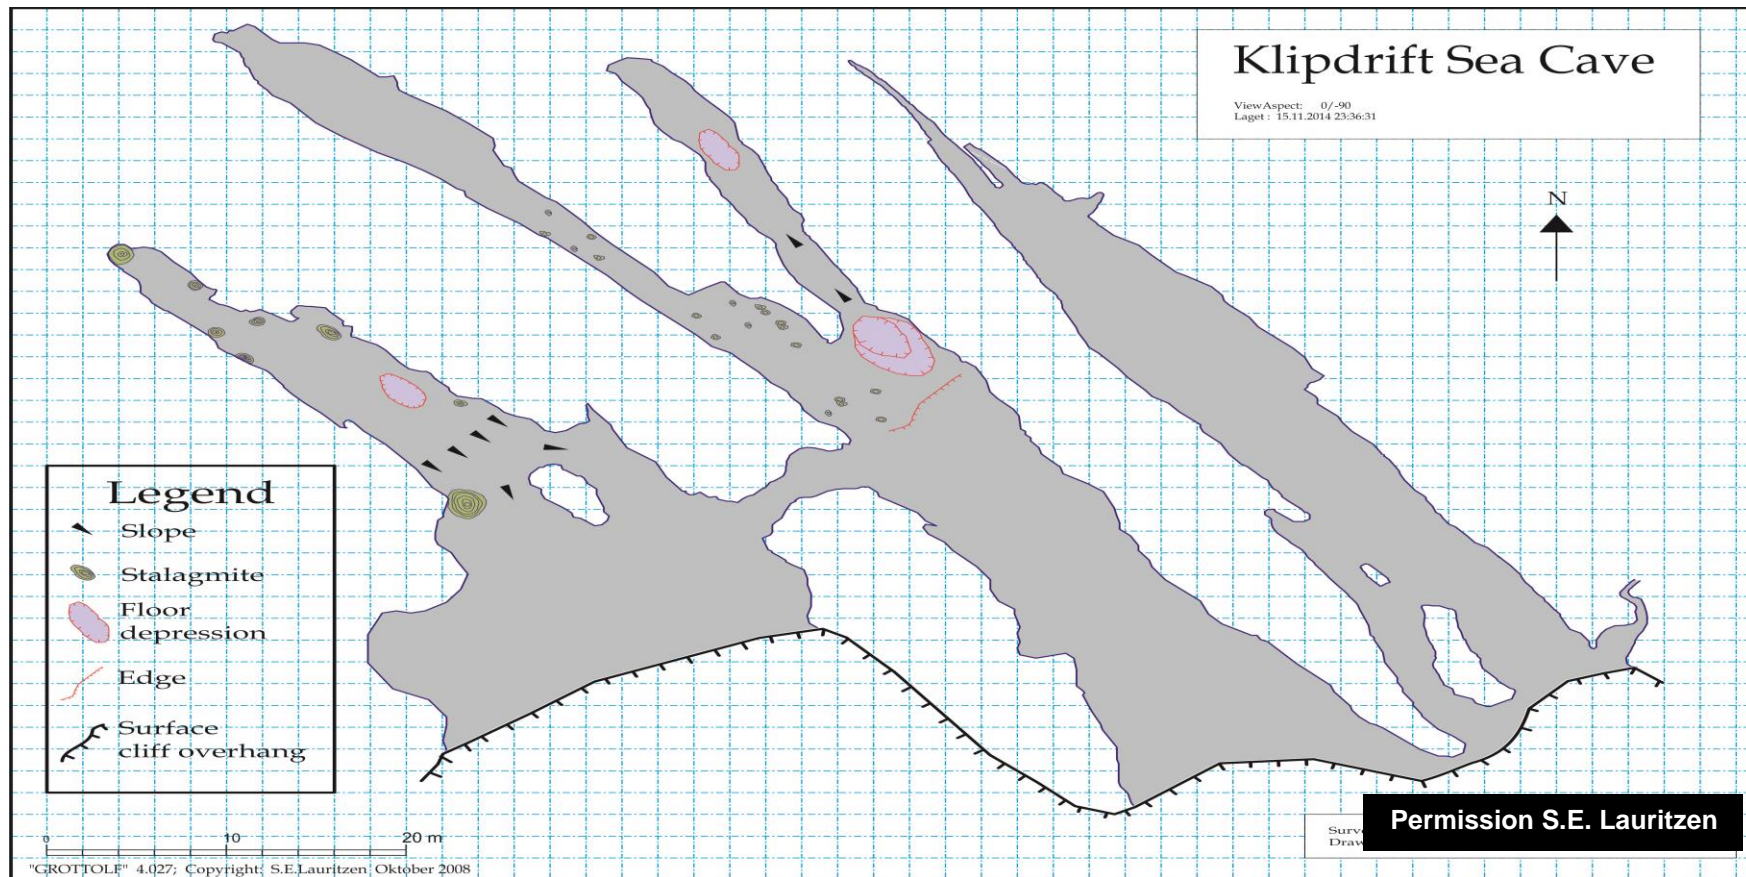 Klipdrift Sea Cave
ViewAspect: 0/-90
Laget : 15.11.2014 23:36:31
N
Legend
Slope
Stalagmite
Floor
depression
Edge
Surface
cliff overhang
0 10 20 m
Permission S.E. Lauritzen
"GROTTOLF" 4.027; Copyright: S.E.Lauritzen Oktober 2008